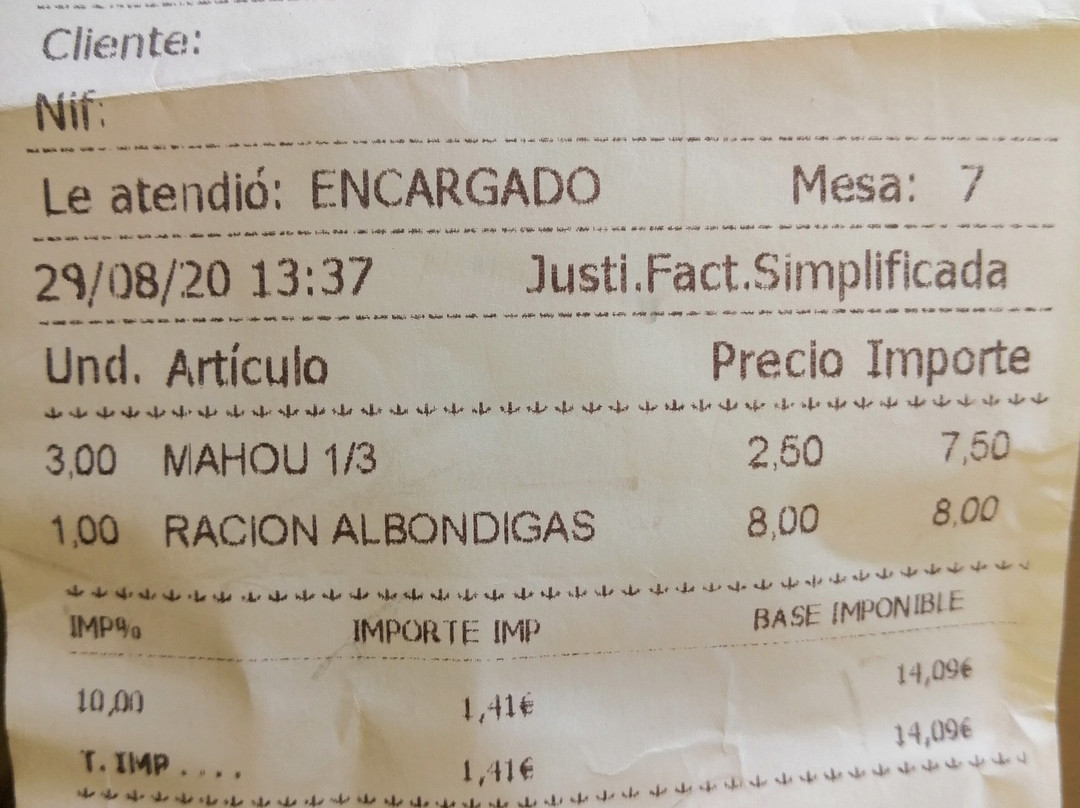 Cliente:
Nif:
Le atendió: ENCARGADO Mesa: 7
29/08/20 13:37 Justi.Fact.Simplificada
Und. Artículo Precio Importe
3,00 MAHOU 1/3 2,50 7,50
1,00 RACION ALBONDIGAS 8,00 8,00
IMP% IMPORTE IMP BASE IMPONIBLE
10,00 1,41€ 14,09€
T. IMP .... 1,41€ 14,09€